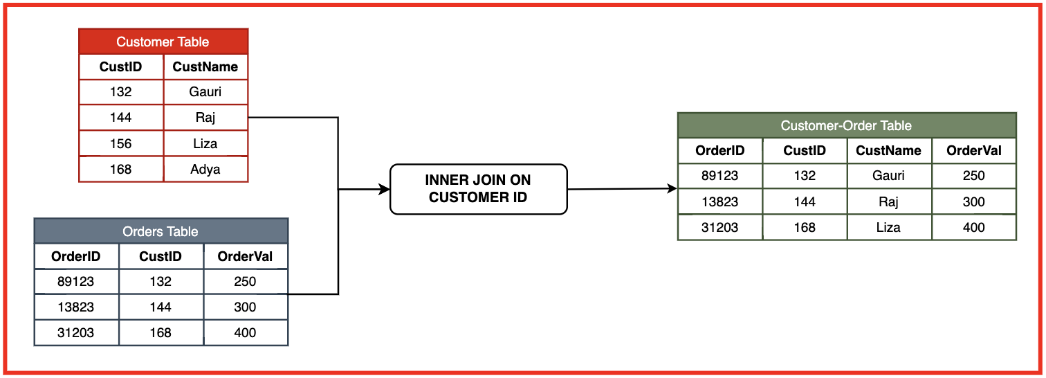 Customer Table
CustID CustName
132 Gauri
144 Raj
156 Liza
168 Adya
Orders Table
OrderID CustID OrderVal
89123 132 250
13823 144 300
31203 168 400
INNER JOIN ON
CUSTOMER ID
Customer-Order Table
OrderID CustID CustName OrderVal
89123 132 Gauri 250
13823 144 Raj 300
31203 168 Liza 400